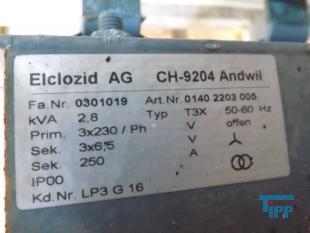 Elclozid AG CH-9204 Andwil
Fa.Nr. 0301019 Art.Nr. 0140 2203 005
kVA 2,8 Typ T3X 50-60 Hz
Prim. 3x230 / Ph V offen
Sek. 3x6,5 V
Sek. 250 A
IP00
Kd.Nr. LP3 G 16
TIPP